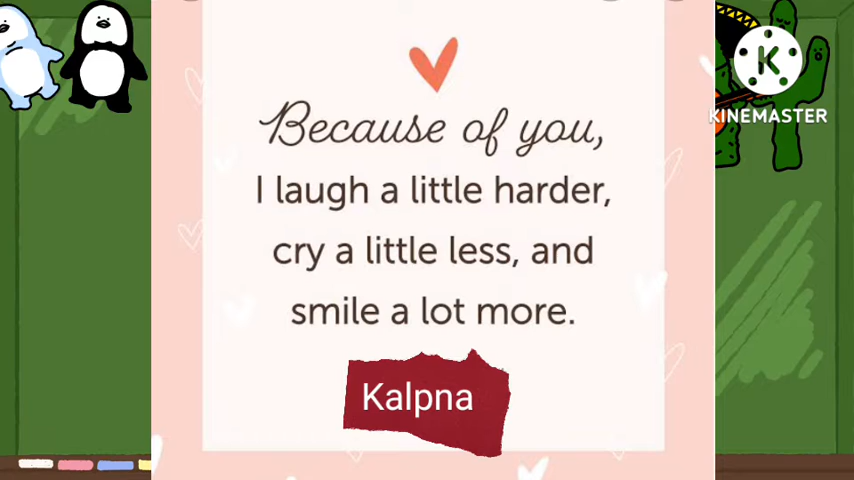 Because of you,
I laugh a little harder,
cry a little less, and
smile a lot more.
Kalpna
K
KINEMASTER